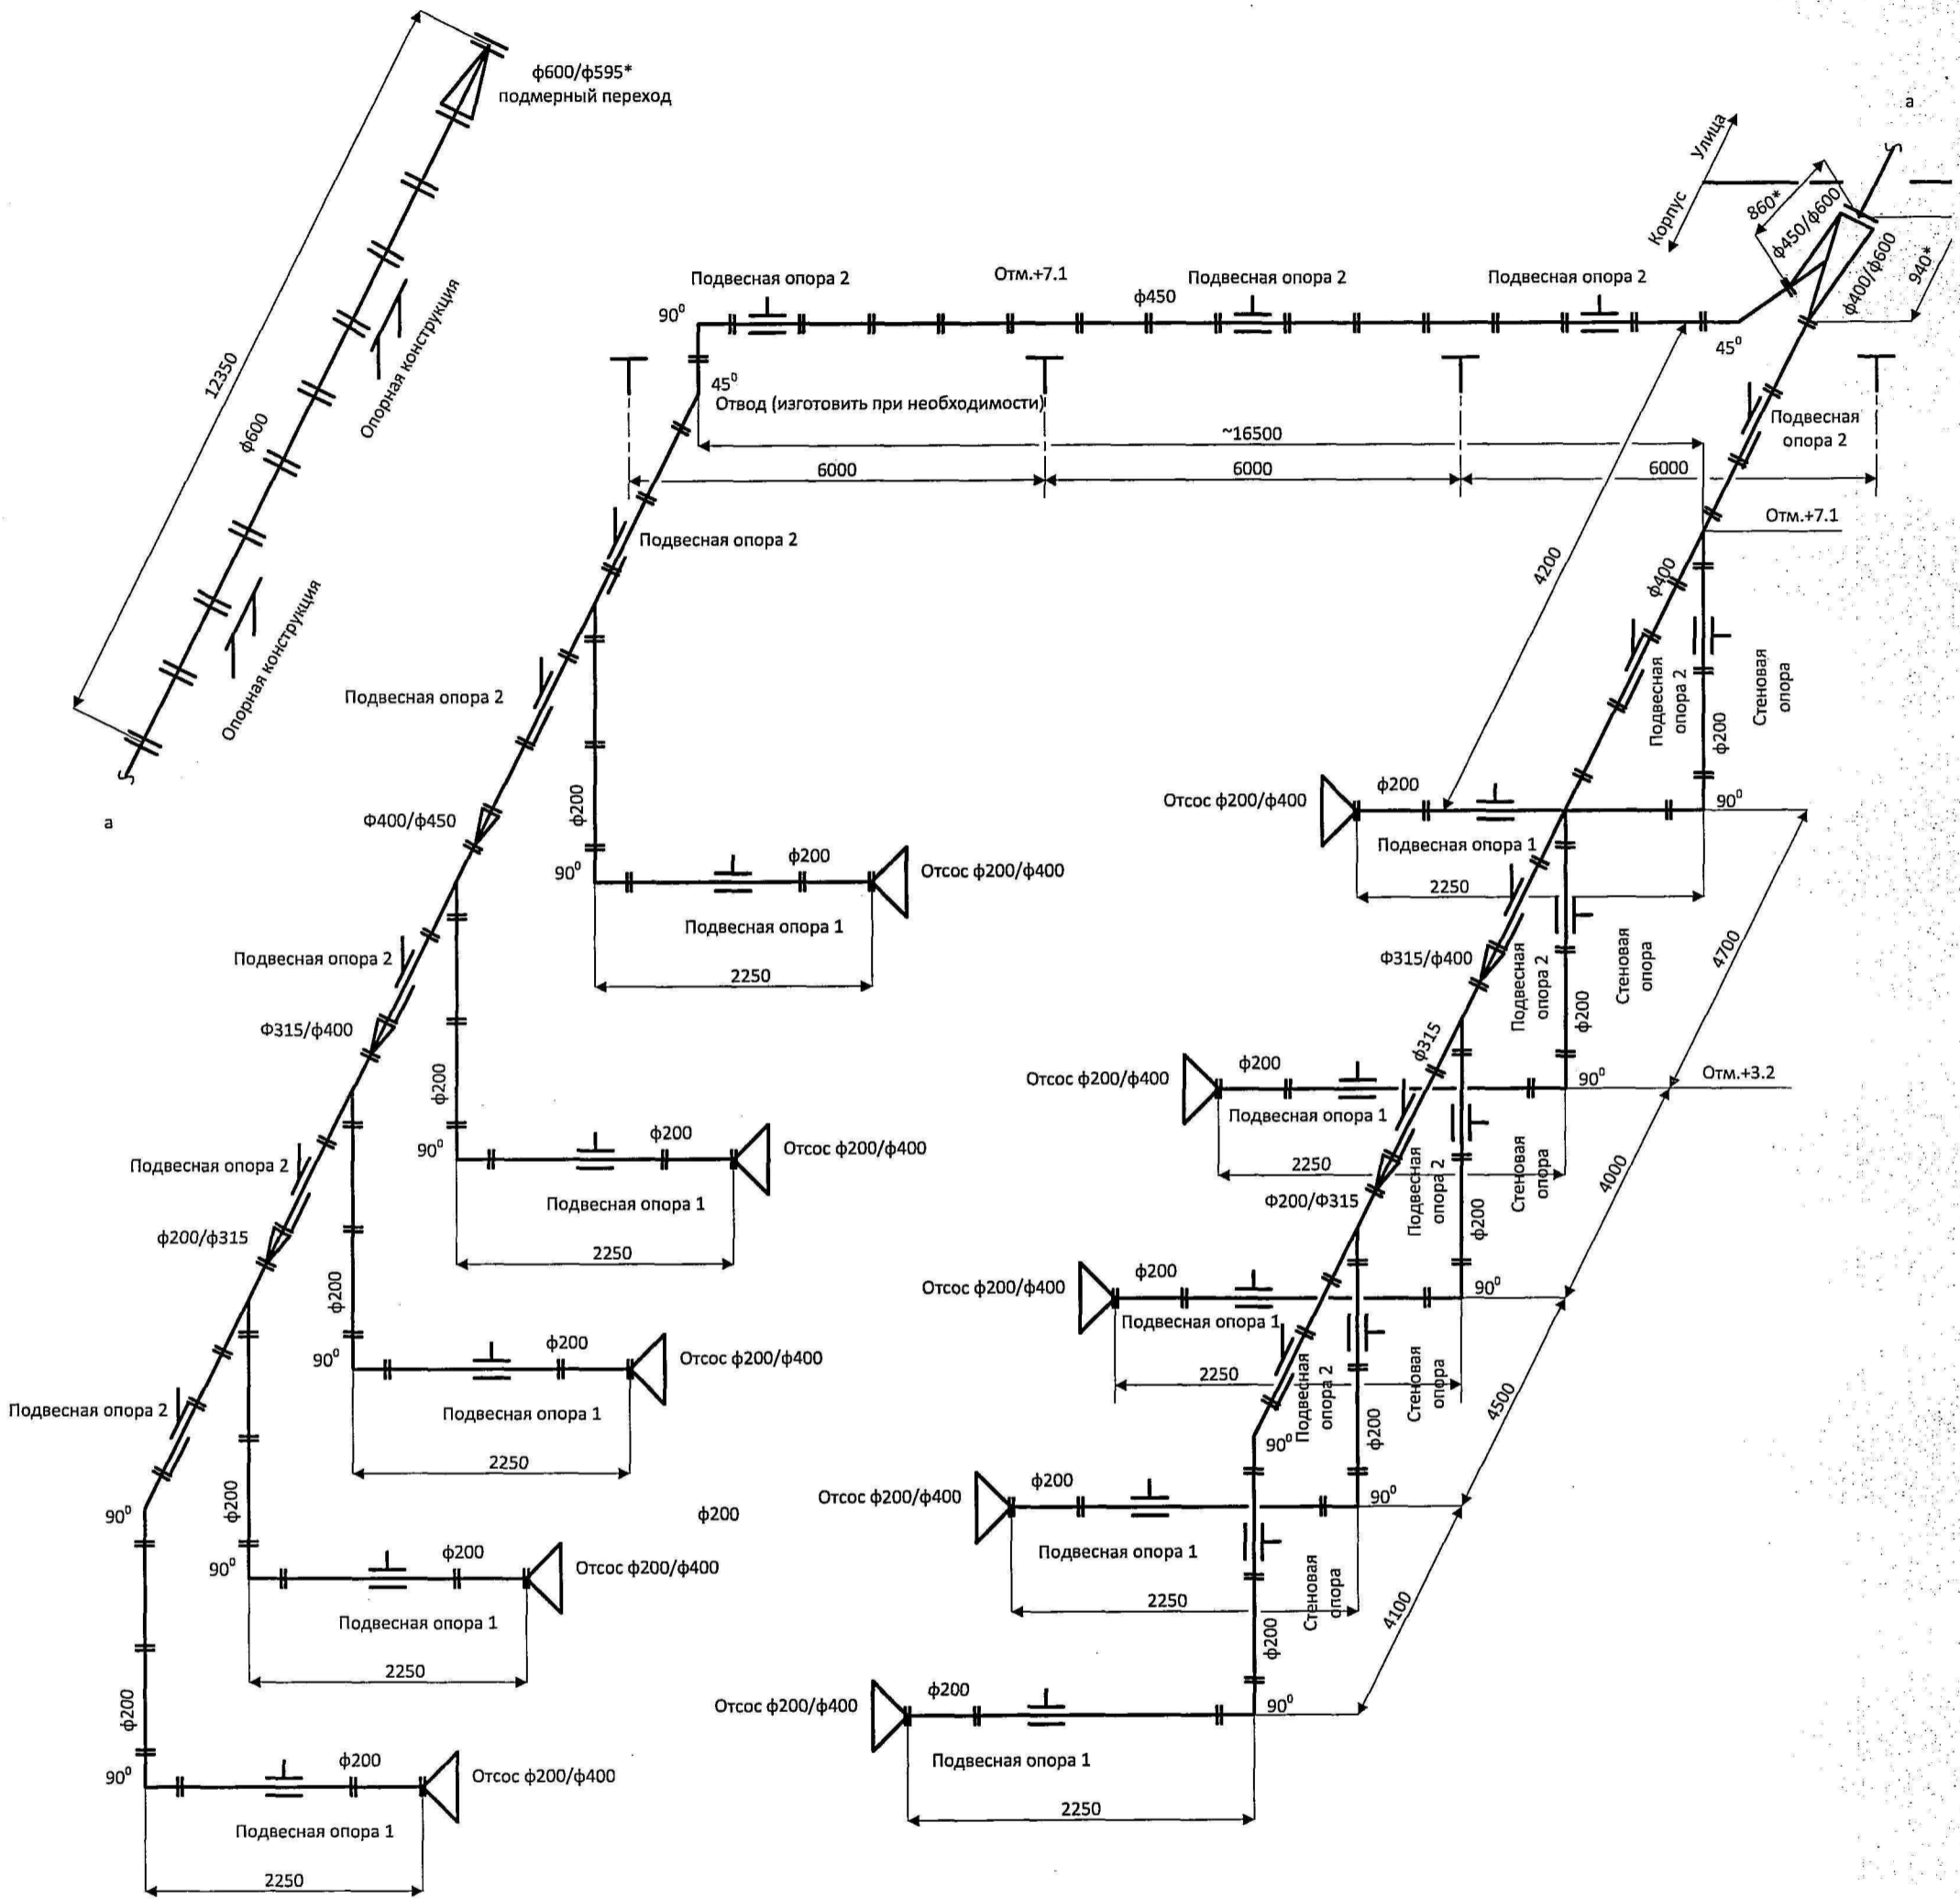 ф600/ф595*
подмерный переход
12350
ф600
Опорная конструкция
Опорная конструкция
а
а
Улица
Корпус
860*
ф450/ф600
ф400/ф600
940*
Подвесная опора 2
Отм.+7.1
ф450
Подвесная опора 2
Подвесная опора 2
90⁰
45⁰
45⁰
Отвод (изготовить при необходимости)
~16500
6000
6000
6000
Подвесная
опора 2
Отм.+7.1
4200
ф400
Подвесная опора 2
Подвесная опора 2
Подвесная
опора 2
Стеновая
опора
ф200
Отсос ф200/ф400
ф200
90⁰
Подвесная опора 1
2250
Ф400/ф450
ф200
90⁰
ф200
Отсос ф200/ф400
Подвесная опора 1
2250
Подвесная опора 2
Ф315/ф400
Ф315/ф400
Подвесная
опора 2
Стеновая
опора
4700
ф200
ф315
Отсос ф200/ф400
ф200
90⁰
Отм.+3.2
Подвесная опора 1
2250
ф200
90⁰
ф200
Отсос ф200/ф400
Подвесная опора 1
2250
Подвесная опора 2
ф200/ф315
Ф200/Ф315
Подвесная
опора 2
Стеновая
опора
4000
ф200
Отсос ф200/ф400
ф200
90⁰
Подвесная опора 1
2250
ф200
90⁰
ф200
Отсос ф200/ф400
Подвесная опора 1
2250
Подвесная опора 2
90⁰
90⁰
Подвесная
опора 2
Стеновая
опора
4500
ф200
Отсос ф200/ф400
ф200
90⁰
Подвесная опора 1
2250
ф200
ф200
90⁰
ф200
Отсос ф200/ф400
Подвесная опора 1
2250
Стеновая
опора
4100
ф200
Отсос ф200/ф400
ф200
90⁰
Подвесная опора 1
2250
ф200
90⁰
ф200
Отсос ф200/ф400
Подвесная опора 1
2250